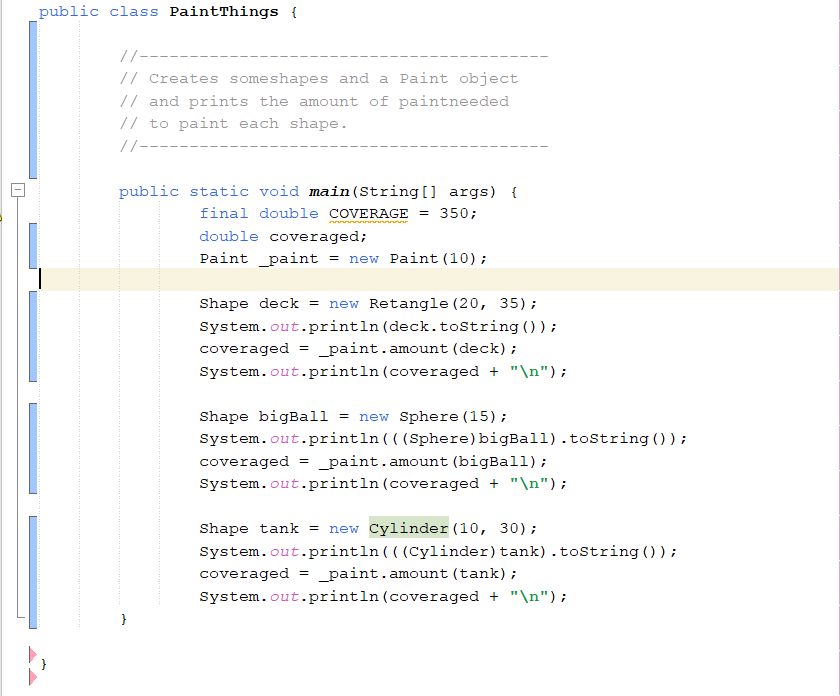 public class PaintThings {
//-----------------------------------------
// Creates someshapes and a Paint object
// and prints the amount of paintneeded
// to paint each shape.
//-----------------------------------------
public static void main(String[] args) {
final double COVERAGE = 350;
double coveraged;
Paint _paint = new Paint(10);
Shape deck = new Retangle(20, 35);
System.out.println(deck.toString());
coveraged = _paint.amount(deck);
System.out.println(coveraged + "\n");
Shape bigBall = new Sphere(15);
System.out.println(((Sphere)bigBall).toString());
coveraged = _paint.amount(bigBall);
System.out.println(coveraged + "\n");
Shape tank = new Cylinder(10, 30);
System.out.println(((Cylinder)tank).toString());
coveraged = _paint.amount(tank);
System.out.println(coveraged + "\n");
}
}